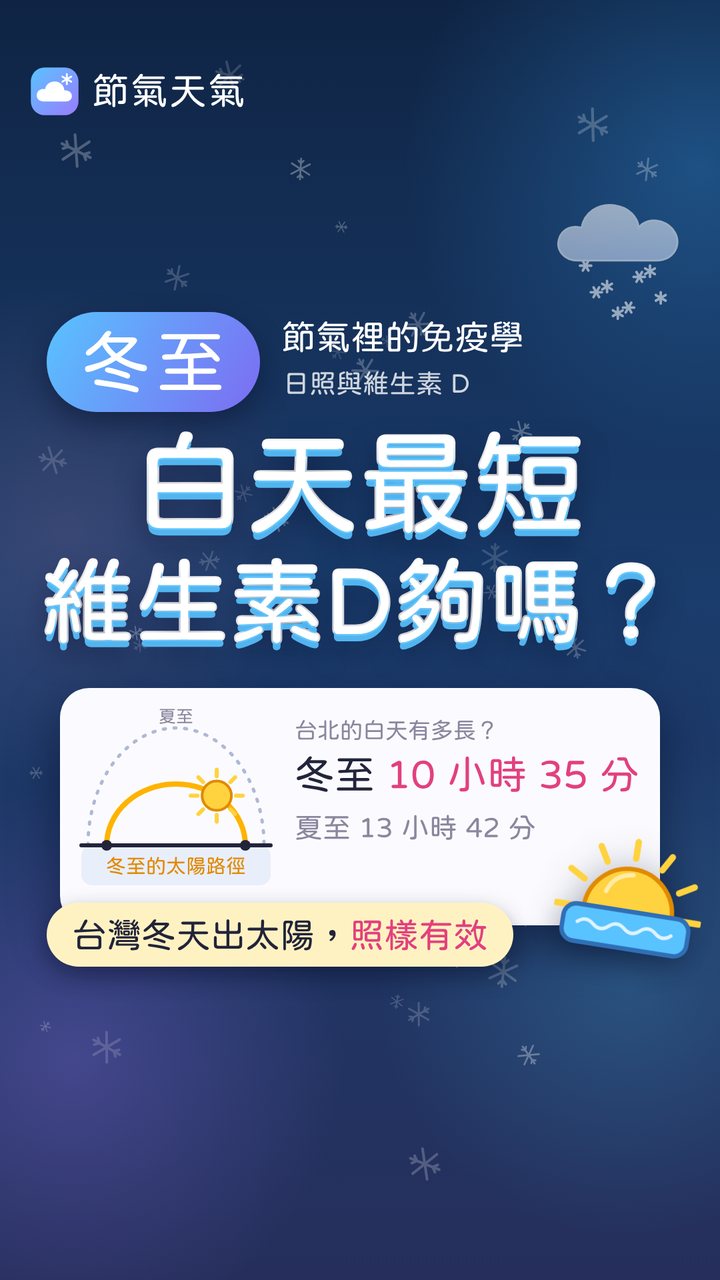 節氣天氣
冬至
節氣裡的免疫學
日照與維生素 D
白天最短
維生素D夠嗎？
夏至
冬至的太陽路徑
台北的白天有多長？
冬至 10 小時 35 分
夏至 13 小時 42 分
台灣冬天出太陽，照樣有效